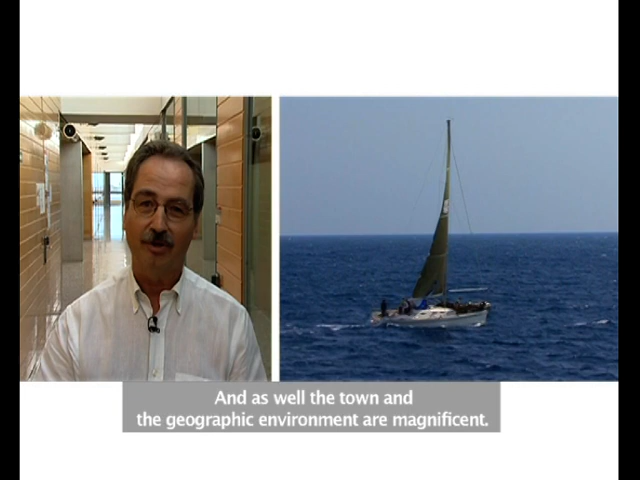 And as well the town and
the geographic environment are magnificent.